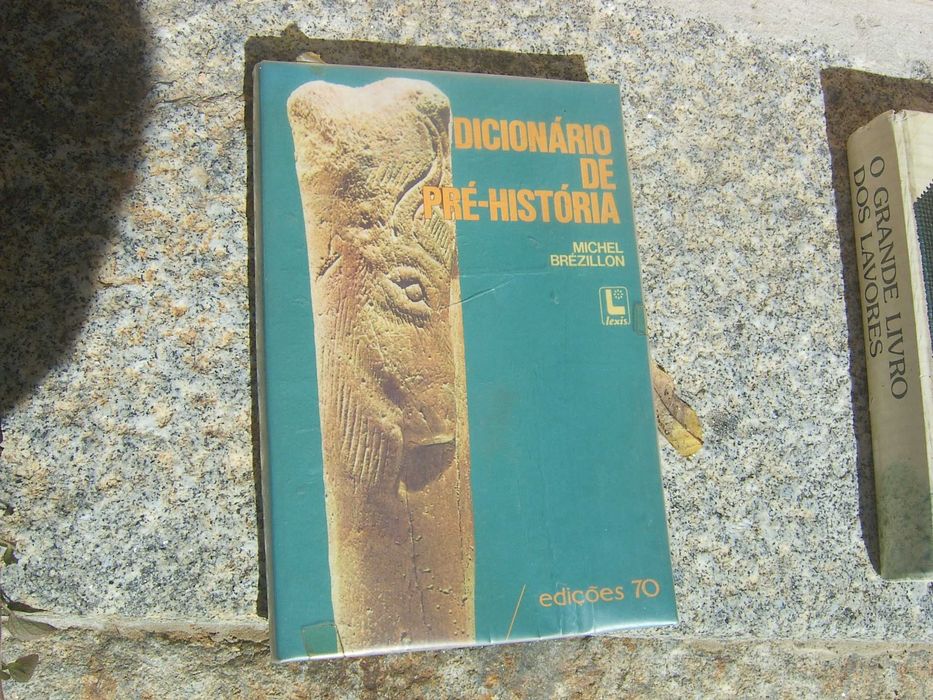 DICIONÁRIO
DE
PRÉ-HISTÓRIA
MICHEL
BRÉZILLON
L
lexis
edições 70
O GRANDE LIVRO
DOS LAVORES